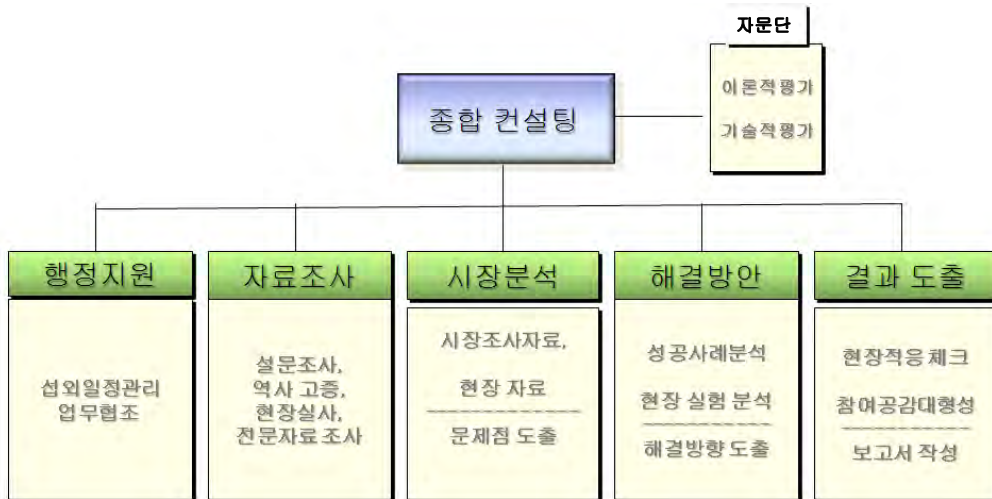 자문단
이론적평가
기술적평가
종합 컨설팅
행정지원
섭외일정관리
업무협조
자료조사
설문조사,
역사 고증,
현장실사,
전문자료 조사
시장분석
시장조사자료,
현장 자료
문제점 도출
해결방안
성공사례분석
현장 실험 분석
해결방향 도출
결과 도출
현장적응 체크
참여공감대형성
보고서 작성